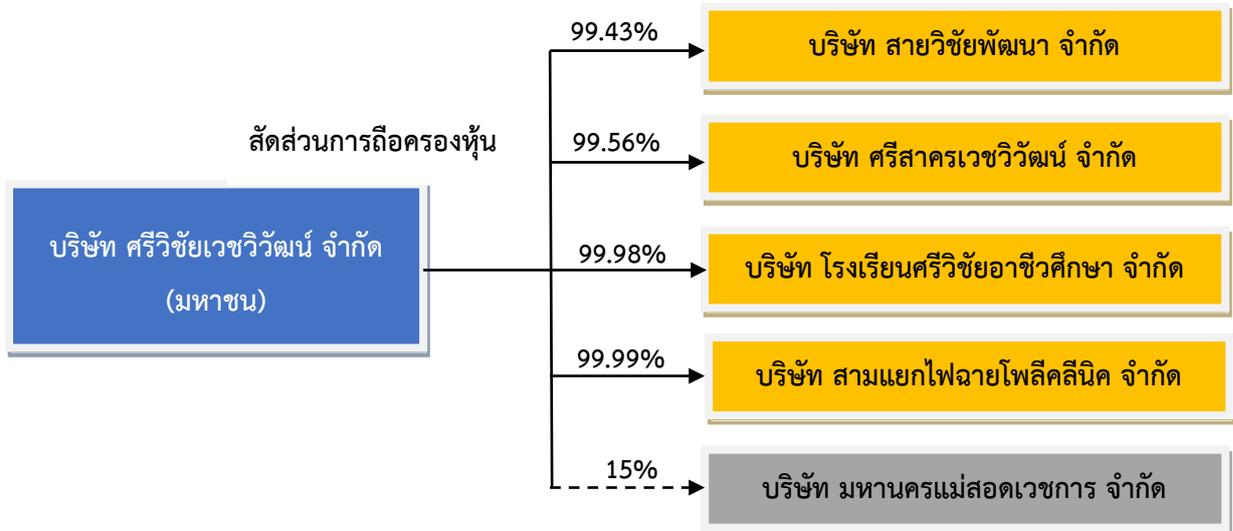 99.43%
บริษัท สายวิชัยพัฒนา จำกัด
สัดส่วนการถือครองหุ้น
99.56%
บริษัท ศรีสาครเวชวิวัฒน์ จำกัด
บริษัท ศรีวิชัยเวชวิวัฒน์ จำกัด
(มหาชน)
99.98%
บริษัท โรงเรียนศรีวิชัยอาชีวศึกษา จำกัด
99.99%
บริษัท สามแยกไฟฉายโพลีคลีนิค จำกัด
15%
บริษัท มหานครแม่สอดเวชการ จำกัด